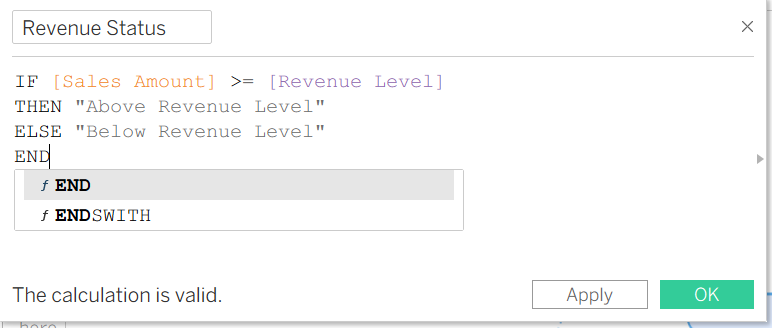 Revenue Status
IF [Sales Amount] >= [Revenue Level]
THEN "Above Revenue Level"
ELSE "Below Revenue Level"
END
f END
f ENDSWITH
The calculation is valid.
Apply
OK